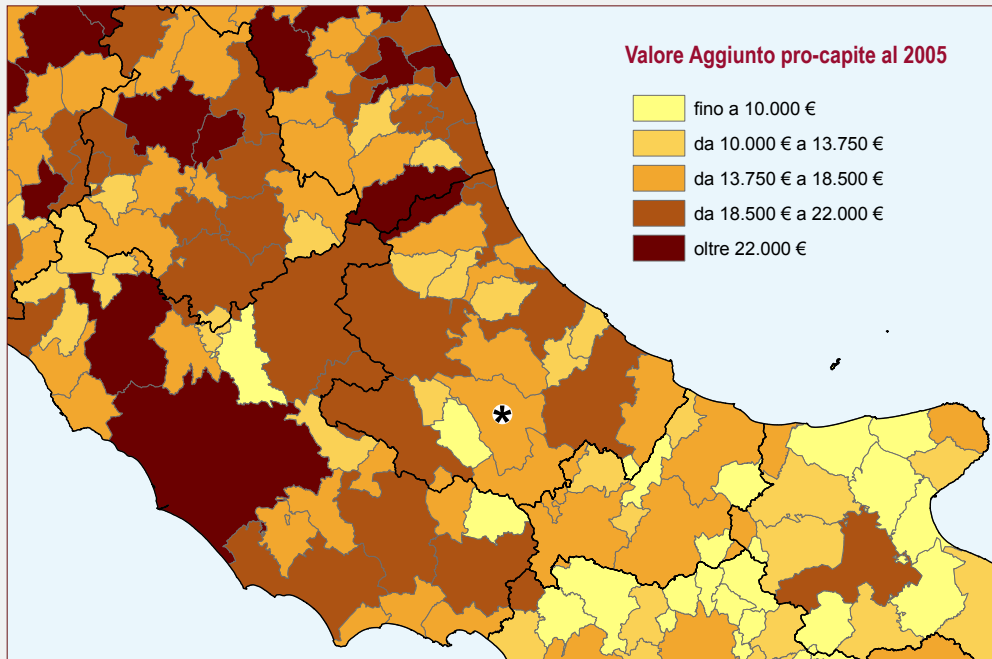 Valore Aggiunto pro-capite al 2005
fino a 10.000 €
da 10.000 € a 13.750 €
da 13.750 € a 18.500 €
da 18.500 € a 22.000 €
oltre 22.000 €
*